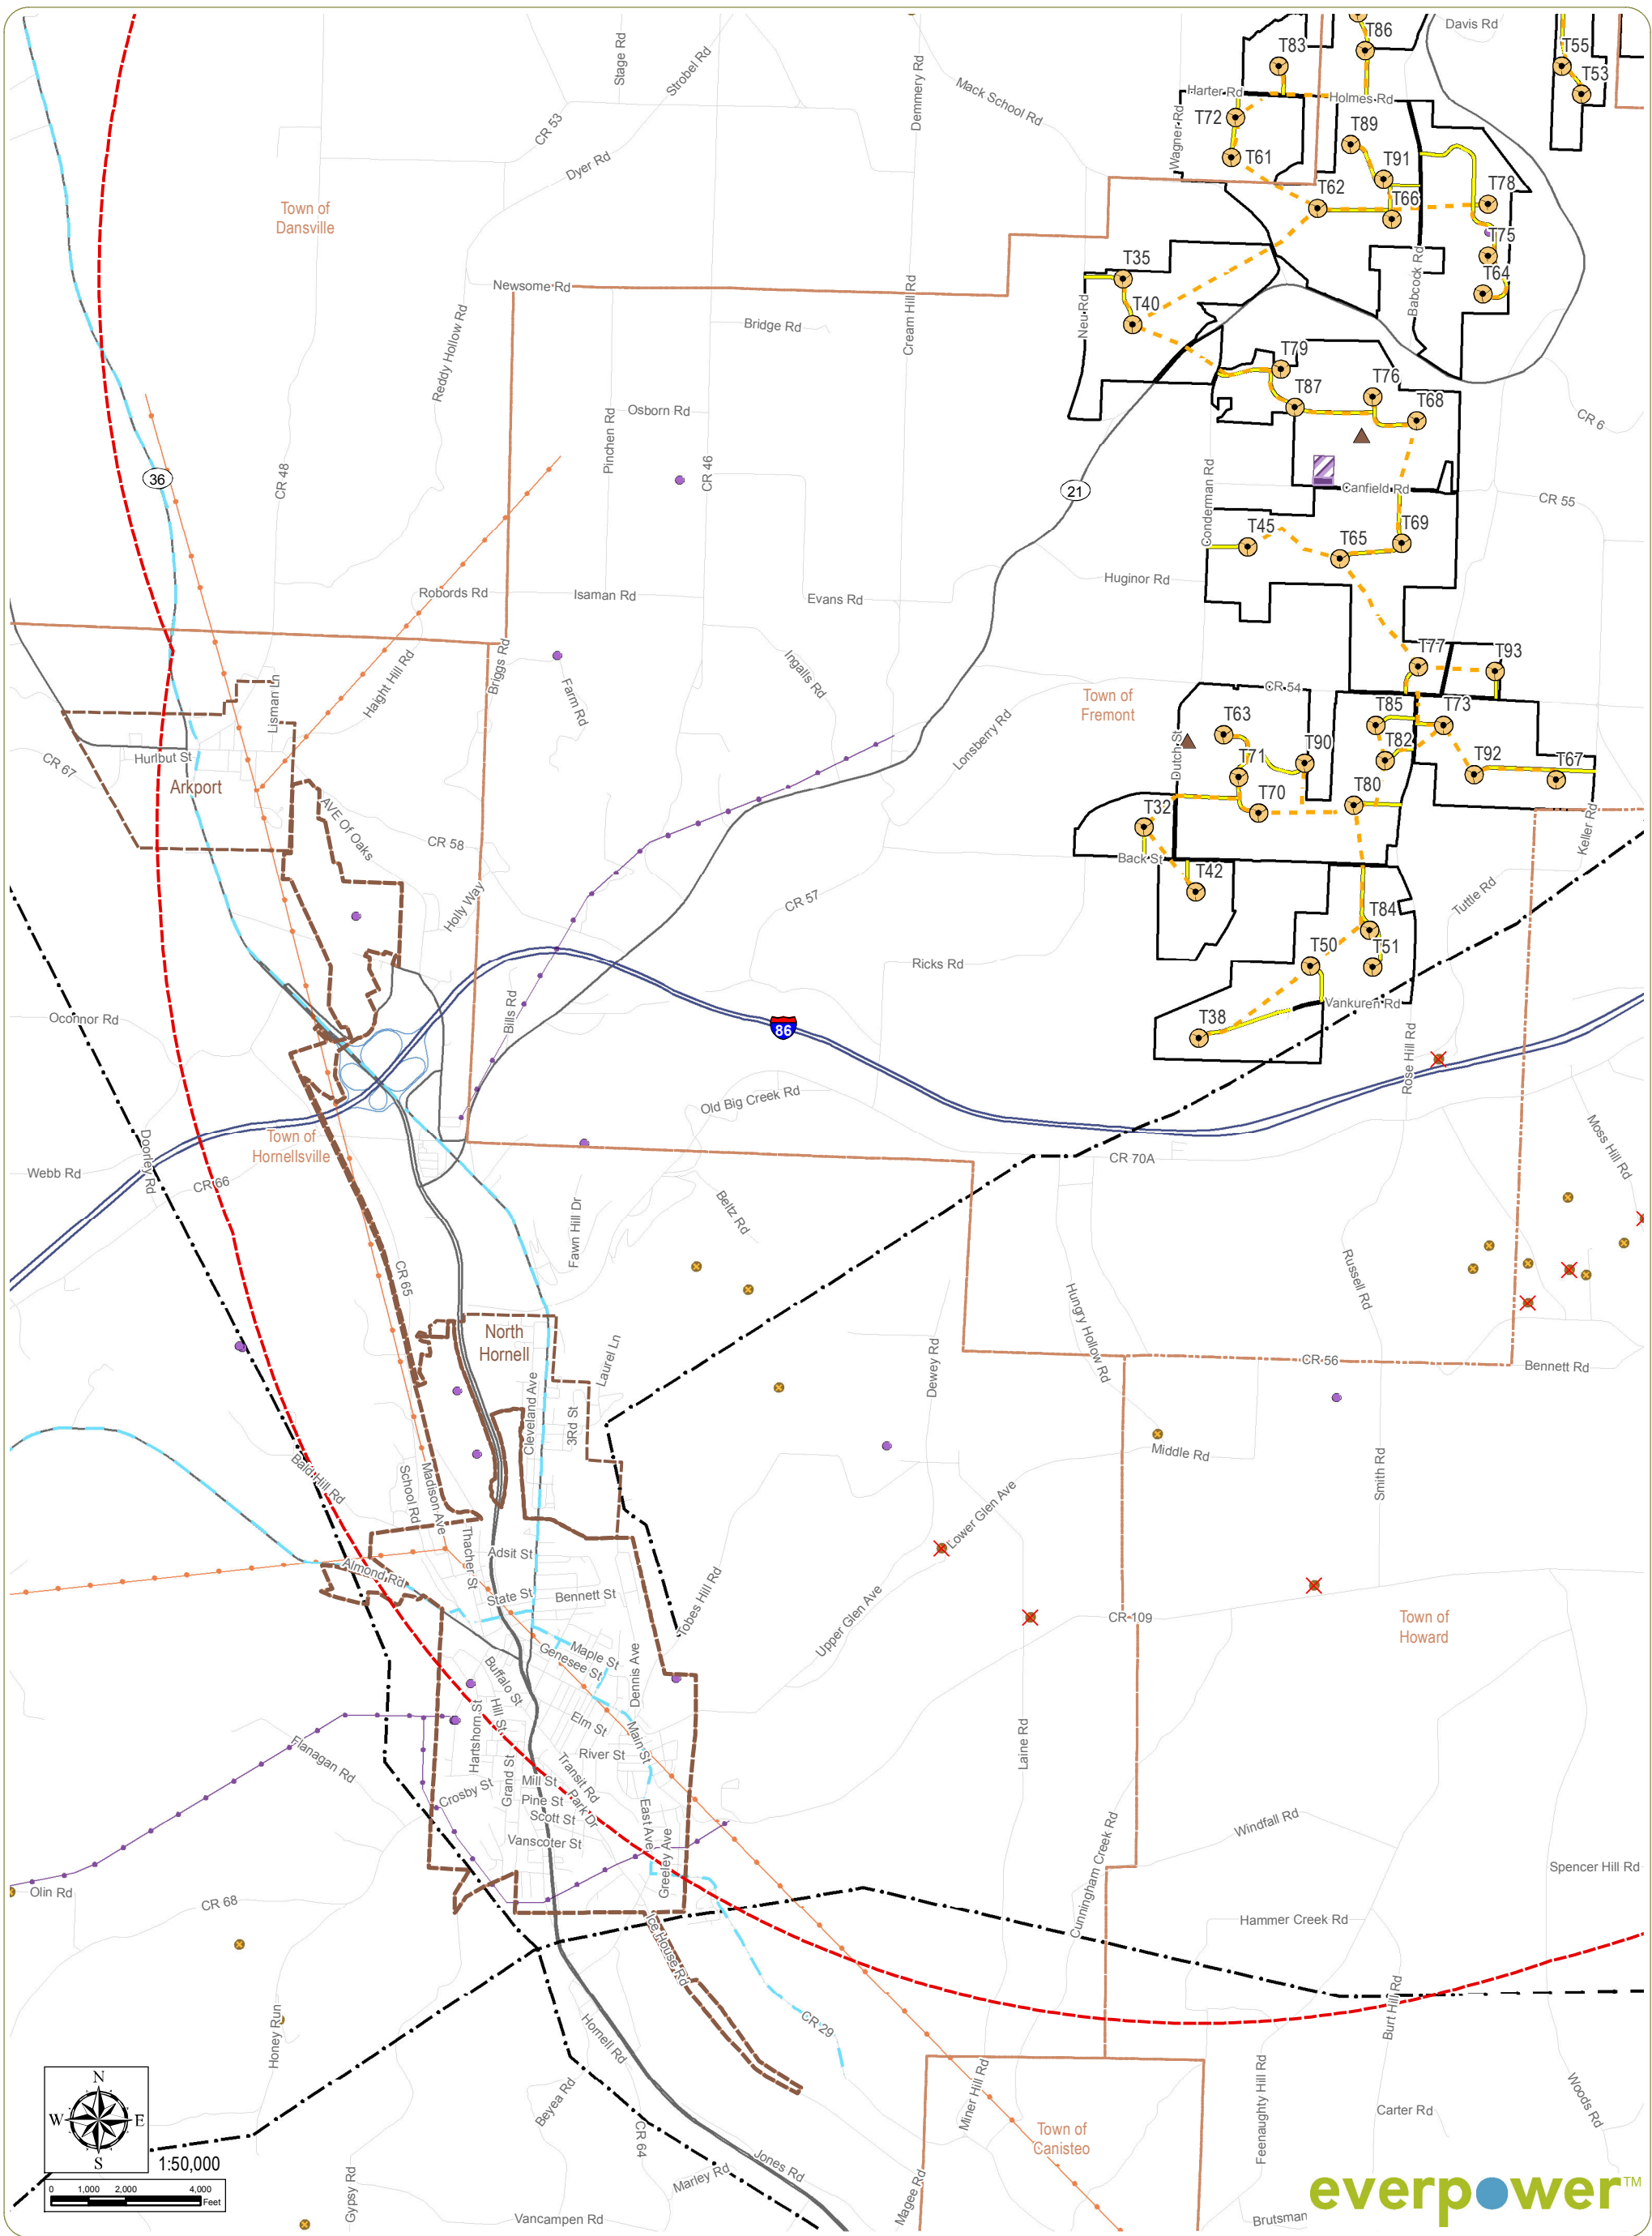 Davis Rd
T86
T83
T55
T53
Stage Rd
Strobel Rd
Demmery Rd
Mack School Rd
Harter Rd
Holmes Rd
T72
T89
CR 53
Wagner Rd
T61
T91
Dyer Rd
T62
T66
T78
Town of
Dansville
T75
Babcock Rd
T35
T64
Newsome Rd
Neu Rd
T40
Cream Hill Rd
Bridge Rd
Reddy Hollow Rd
T79
T76
T87
T68
Osborn Rd
Pinchen Rd
CR 6
CR 46
36
CR 48
21
Canfield Rd
Conderman Rd
CR 55
T45
T69
T65
Huginor Rd
Robords Rd
Isaman Rd
Evans Rd
Briggs Rd
T77
T93
Haight Hill Rd
Ingalls Rd
Farm Rd
Lisman Ln
CR 54
Town of
Fremont
T63
T85
T73
Lonsberry Rd
Dutch St
T90
T82
Hurlbut St
CR 67
T71
T92
T67
Arkport
T70
T80
T32
AVE Of Oaks
CR 58
Keller Rd
Back St
T42
Holly Way
CR 57
Tuttle Rd
T84
T50
T51
Ricks Rd
Bills Rd
Vankuren Rd
T38
Oconnor Rd
86
Rose Hill Rd
Old Big Creek Rd
Town of
Hornellsville
Moss Hill Rd
Doorley Rd
CR 70A
Webb Rd
CR 66
Beltz Rd
Fawn Hill Dr
CR 65
Russell Rd
Hungry Hollow Rd
North
Hornell
Laurel Ln
Dewey Rd
CR 56
Bennett Rd
Cleveland Ave
3Rd St
Middle Rd
Bald Hill Rd
School Rd
Madison Ave
Smith Rd
Lower Glen Ave
Adsit St
Thacher St
Almond Rd
State St
Bennett St
Tobes Hill Rd
Upper Glen Ave
CR 109
Town of
Howard
Maple St
Genesee St
Dennis Ave
Buffalo St
Hill St
Hartshorn St
Elm St
Main St
Laine Rd
Flanagan Rd
River St
Transit Rd
Grand St
Mill St
Crosby St
Pine St
Park Dr
Scott St
East Ave
Windfall Rd
Vanscoter St
Greeley Ave
Cunningham Creek Rd
Spencer Hill Rd
Olin Rd
CR 68
Hammer Creek Rd
Ice House Rd
Burt Hill Rd
Honey Run
CR 29
Hornell Rd
Miner Hill Rd
Feenaughty Hill Rd
Woods Rd
Beyea Rd
Carter Rd
N
W E
S
CR 64
Town of
Canisteo
1:50,000
Jones Rd
Marley Rd
0 1,000 2,000 4,000
Feet
Gypsy Rd
Magee Rd
everpower™
Vancampen Rd
Brutsman